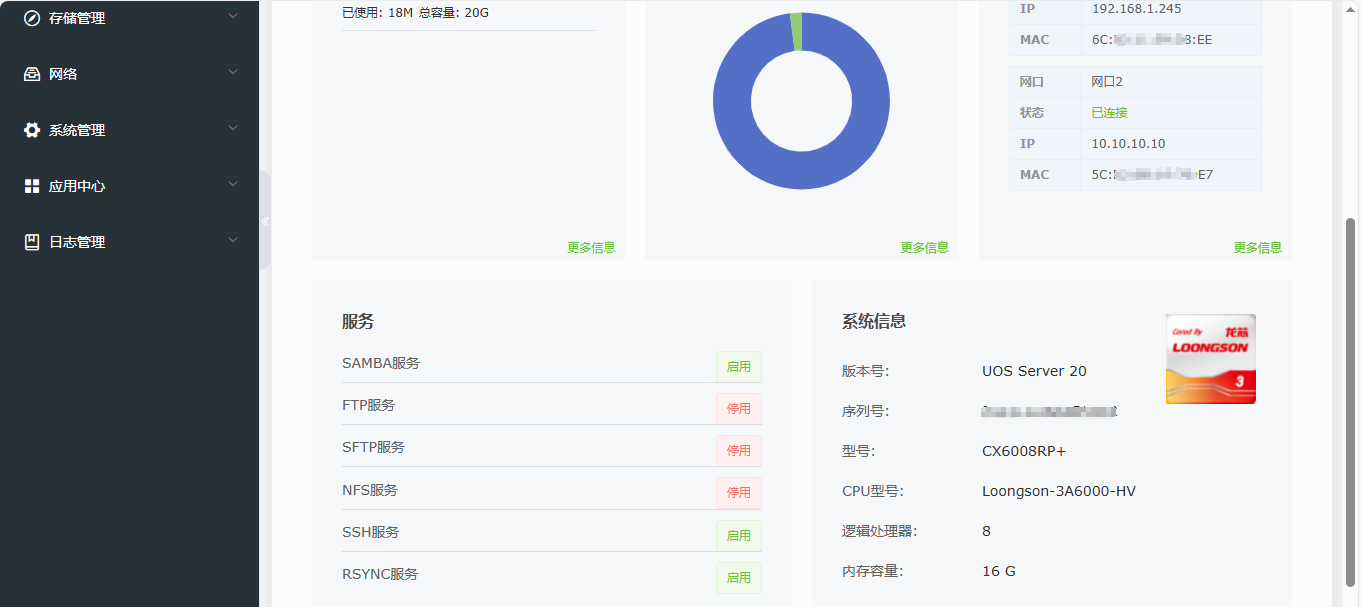 存储管理
网络
系统管理
应用中心
日志管理
已使用: 18M 总容量: 20G
更多信息
更多信息
IP 192.168.1.245
MAC 6C: 8:EE
网口 网口2
状态 已连接
IP 10.10.10.10
MAC 5C: E7
更多信息
服务
SAMBA服务 启用
FTP服务 停用
SFTP服务 停用
NFS服务 停用
SSH服务 启用
RSYNC服务 启用
系统信息
Cored By 龙芯
LOONGSON
3
版本号: UOS Server 20
序列号:
型号: CX6008RP+
CPU型号: Loongson-3A6000-HV
逻辑处理器: 8
内存容量: 16 G